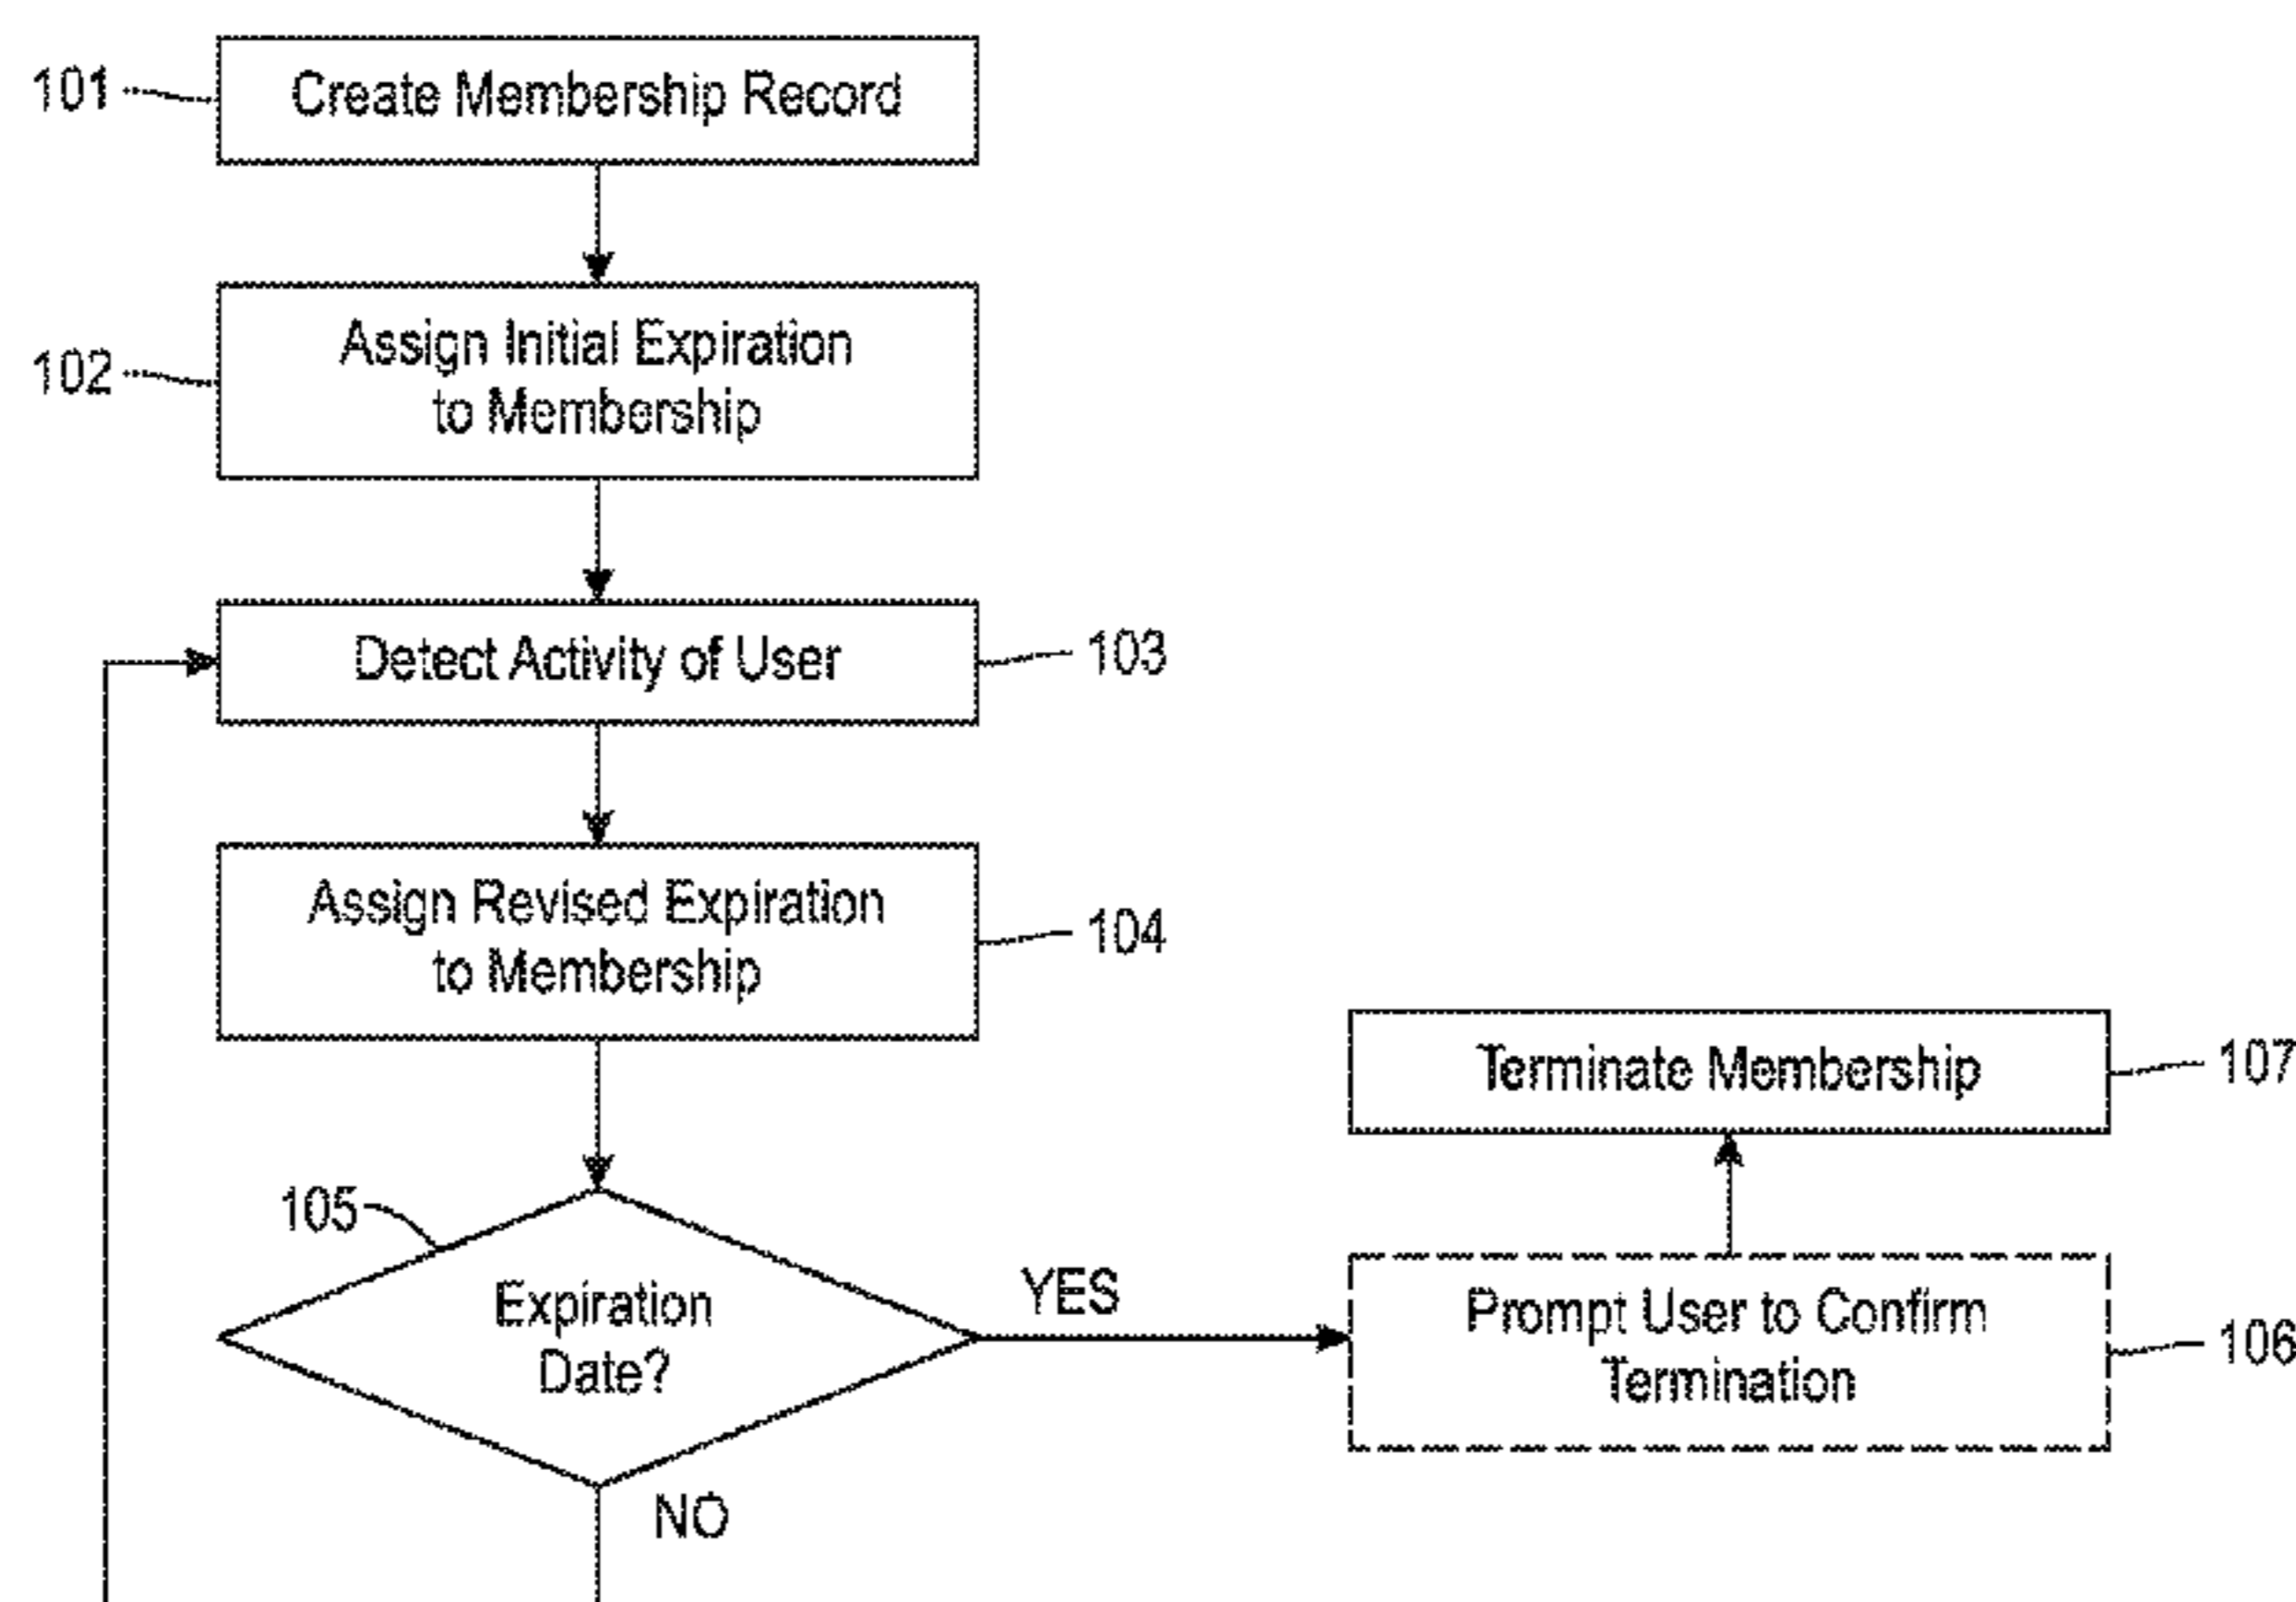 101
Create Membership Record
102
Assign Initial Expiration
to Membership
Detect Activity of User
103
Assign Revised Expiration
to Membership
104
Terminate Membership
107
105
Expiration
Date?
YES
Prompt User to Confirm
Termination
106
NO